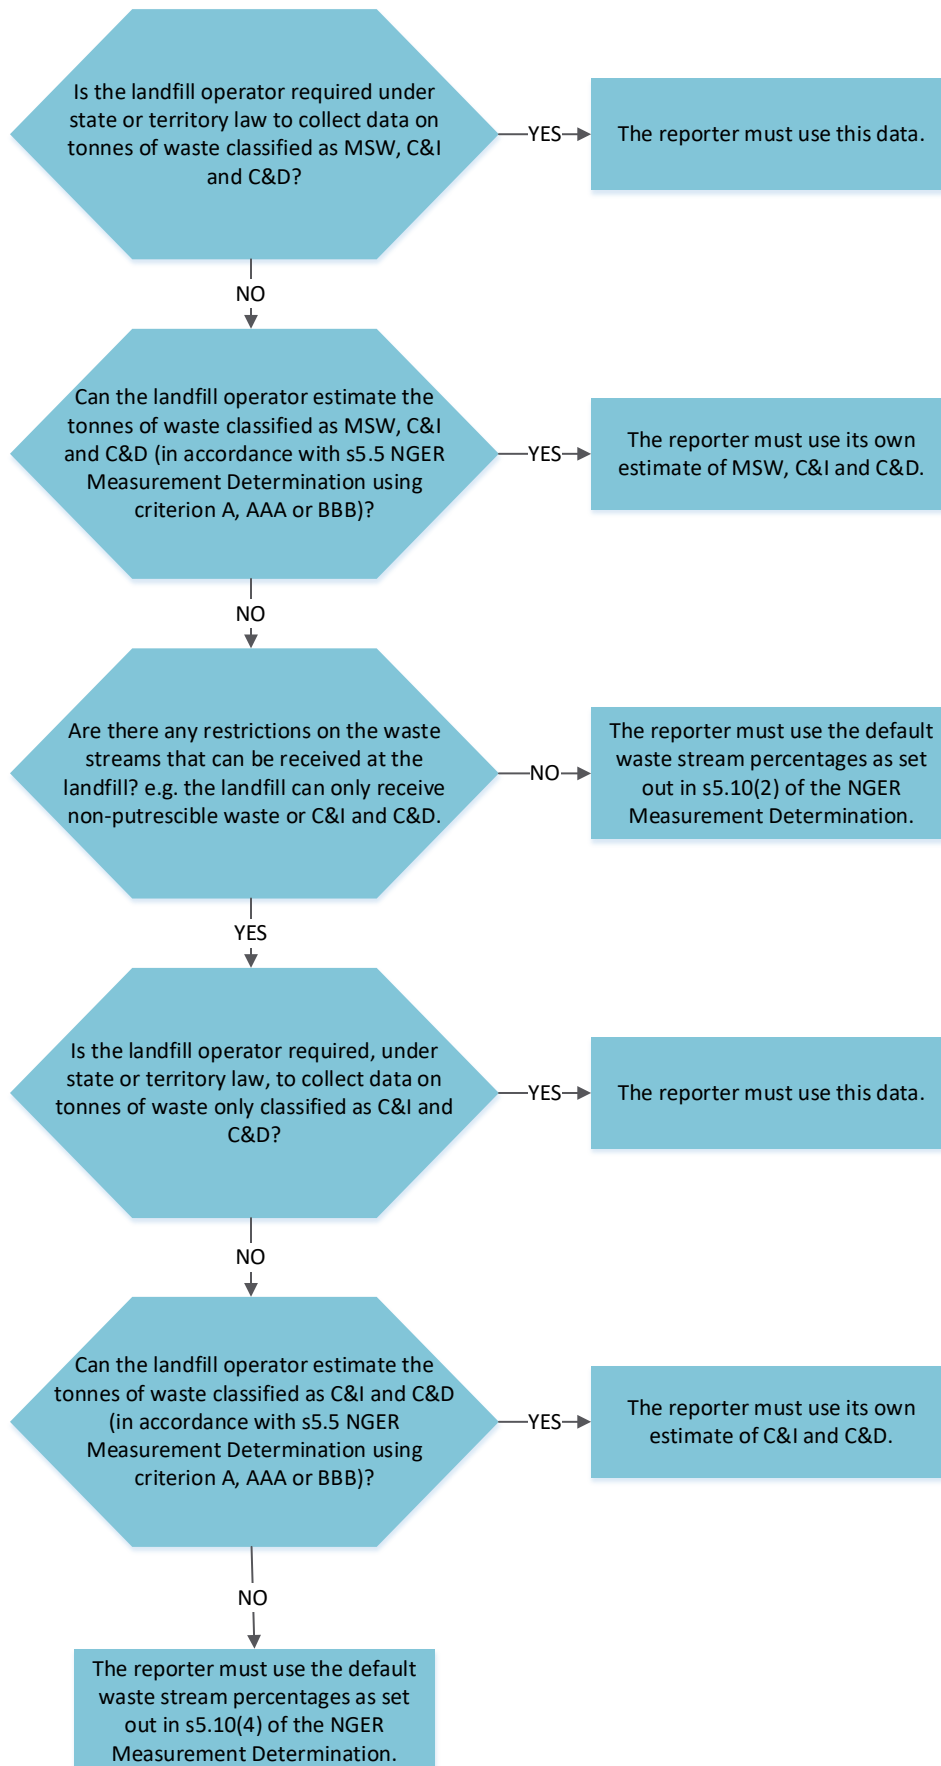 Is the landfill operator required under
state or territory law to collect data on
tonnes of waste classified as MSW, C&I
and C&D?
YES
The reporter must use this data.
NO
Can the landfill operator estimate the
tonnes of waste classified as MSW, C&I
and C&D (in accordance with s5.5 NGER
Measurement Determination using
criterion A, AAA or BBB)?
YES
The reporter must use its own
estimate of MSW, C&I and C&D.
NO
Are there any restrictions on the waste
streams that can be received at the
landfill? e.g. the landfill can only receive
non-putrescible waste or C&I and C&D.
NO
The reporter must use the default
waste stream percentages as set
out in s5.10(2) of the NGER
Measurement Determination.
YES
Is the landfill operator required, under
state or territory law, to collect data on
tonnes of waste only classified as C&I and
C&D?
YES
The reporter must use this data.
NO
Can the landfill operator estimate the
tonnes of waste classified as C&I and C&D
(in accordance with s5.5 NGER
Measurement Determination using
criterion A, AAA or BBB)?
YES
The reporter must use its own
estimate of C&I and C&D.
NO
The reporter must use the default
waste stream percentages as set
out in s5.10(4) of the NGER
Measurement Determination.